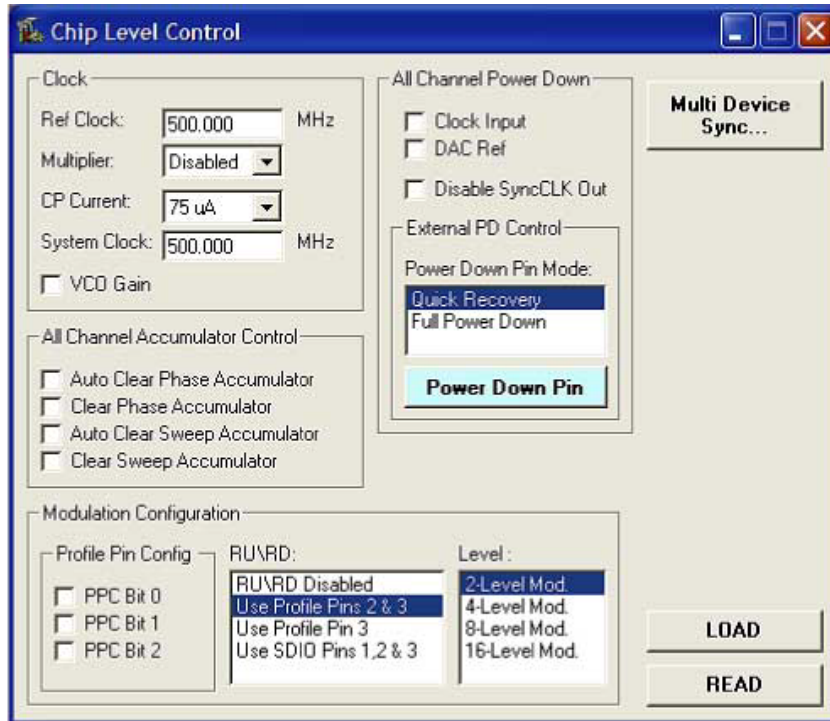 Chip Level Control
Clock
Ref Clock: 500.000 MHz
Multiplier: Disabled
CP Current: 75 uA
System Clock: 500.000 MHz
VCO Gain
All Channel Accumulator Control
Auto Clear Phase Accumulator
Clear Phase Accumulator
Auto Clear Sweep Accumulator
Clear Sweep Accumulator
All Channel Power Down
Clock Input
DAC Ref
Disable SyncCLK Out
External PD Control
Power Down Pin Mode:
Quick Recovery
Full Power Down
Power Down Pin
Multi Device
Sync...
Modulation Configuration
Profile Pin Config
PPC Bit 0
PPC Bit 1
PPC Bit 2
RU\RD:
RU\RD Disabled
Use Profile Pins 2 & 3
Use Profile Pin 3
Use SDIO Pins 1,2 & 3
Level :
2-Level Mod.
4-Level Mod.
8-Level Mod.
16-Level Mod.
LOAD
READ